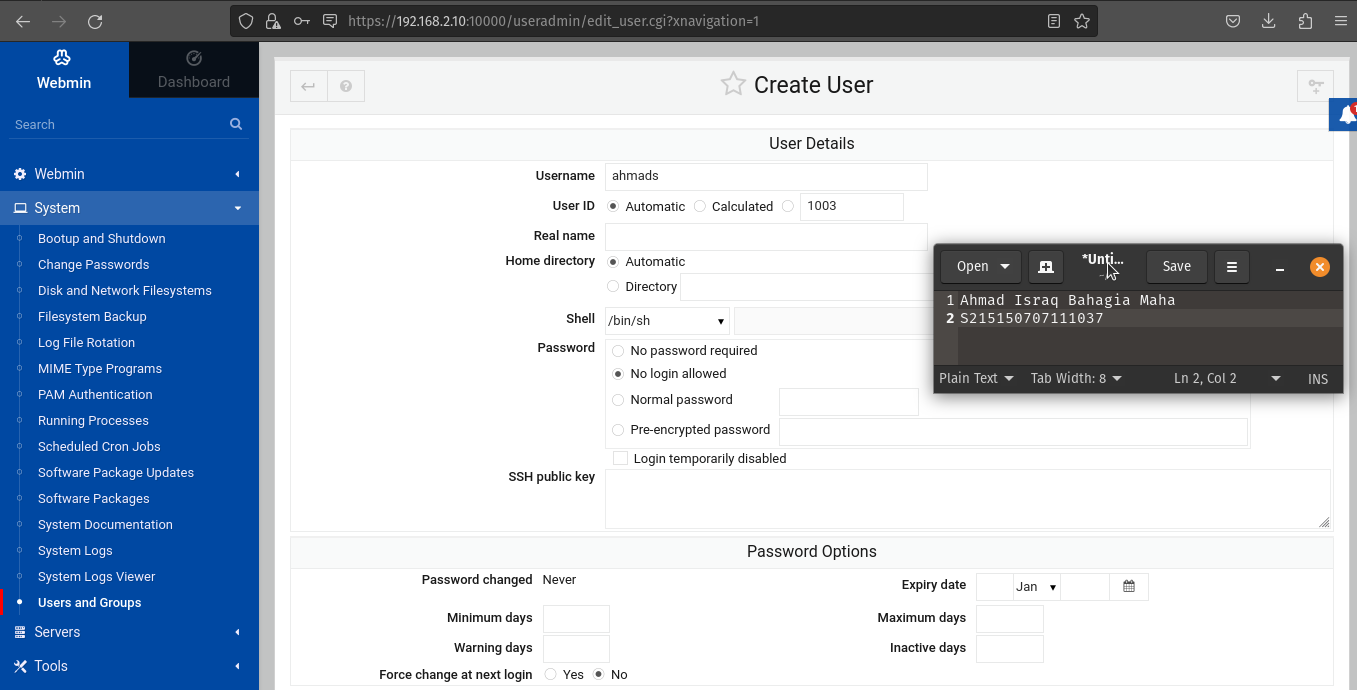 https://192.168.2.10:10000/useradmin/edit_user.cgi?xnavigation=1
Webmin
Dashboard
Search
Webmin
System
Bootup and Shutdown
Change Passwords
Disk and Network Filesystems
Filesystem Backup
Log File Rotation
MIME Type Programs
PAM Authentication
Running Processes
Scheduled Cron Jobs
Software Package Updates
Software Packages
System Documentation
System Logs
System Logs Viewer
Users and Groups
Servers
Tools
Create User
User Details
Username ahmads
User ID Automatic Calculated 1003
Real name
Home directory Automatic
Directory
Shell /bin/sh
Password No password required
No login allowed
Normal password
Pre-encrypted password
Login temporarily disabled
SSH public key
Password Options
Password changed Never Expiry date Jan
Minimum days Maximum days
Warning days Inactive days
Force change at next login Yes No
Open *Unti... Save
1 Ahmad Israq Bahagia Maha
2 S215150707111037
Plain Text Tab Width: 8 Ln 2, Col 2 INS